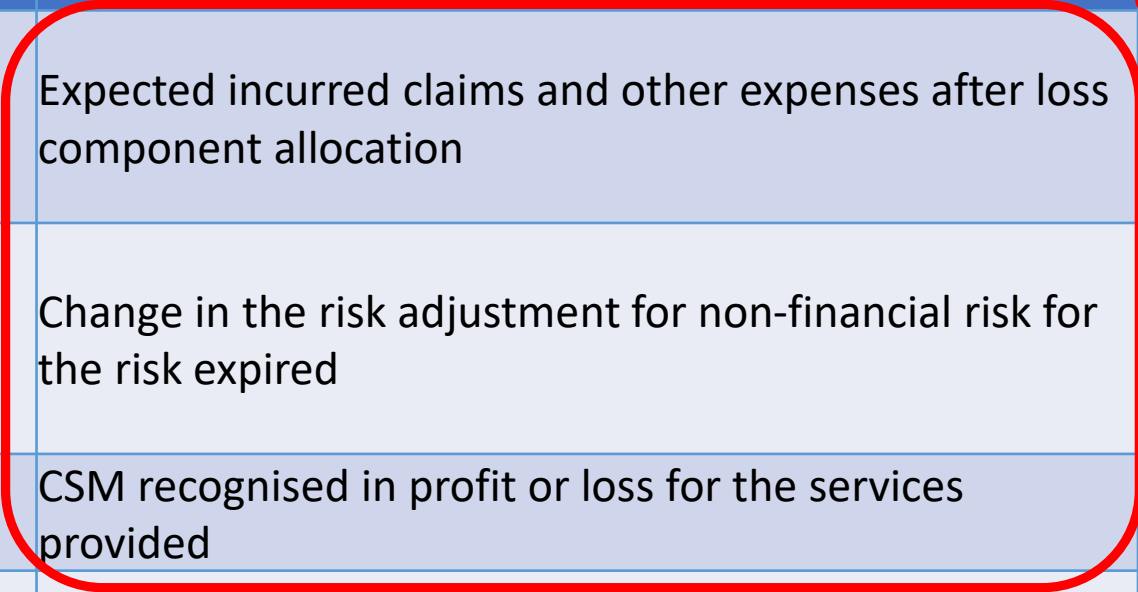 Expected incurred claims and other expenses after loss
component allocation
Change in the risk adjustment for non-financial risk for
the risk expired
CSM recognised in profit or loss for the services
provided